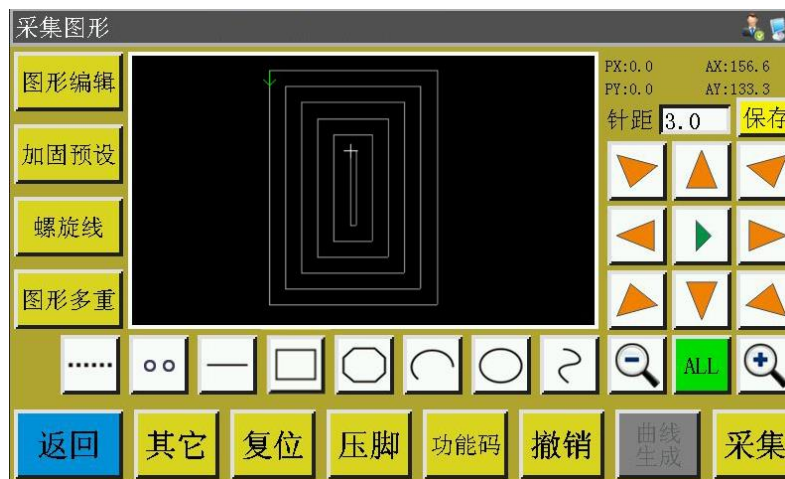 采集图形
图形编辑
加固预设
螺旋线
图形多重
PX:0.0 AX:156.6
PY:0.0 AY:133.3
针距 3.0 保存
ALL
返回 其它 复位 压脚 功能码 撤销 曲线生成 采集